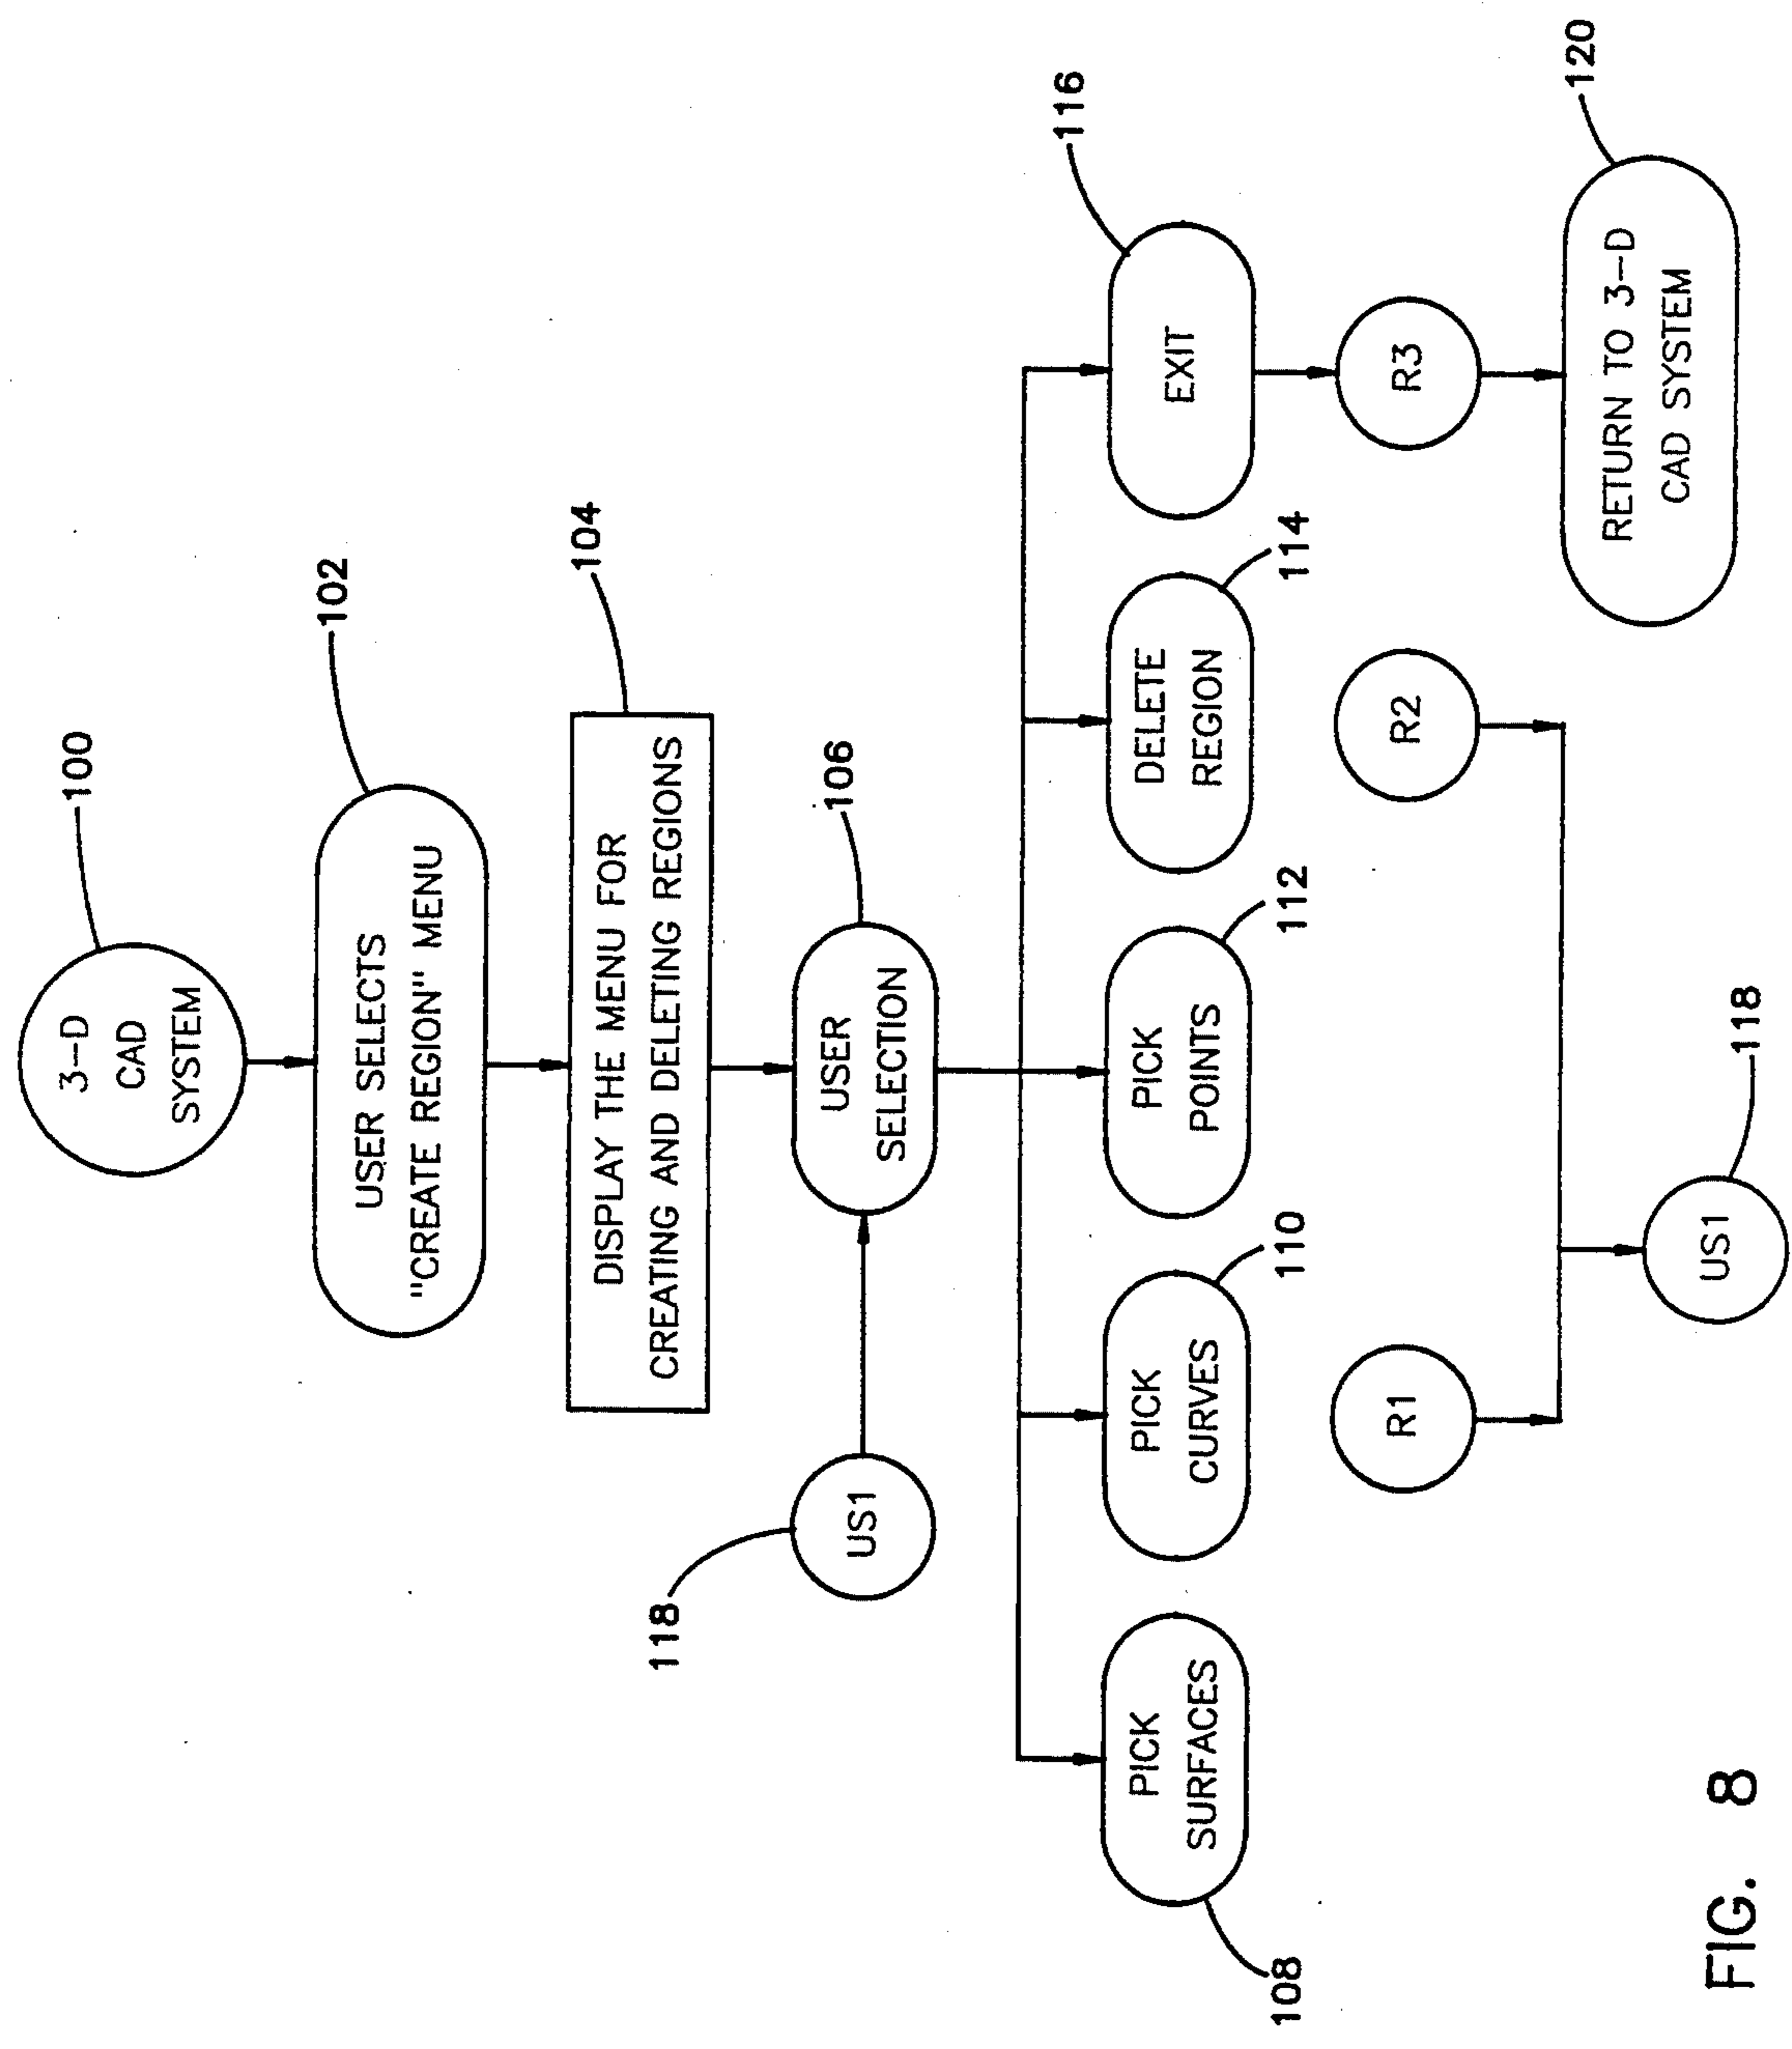 100
3-D
CAD
SYSTEM
102
USER SELECTS
"CREATE REGION" MENU
104
DISPLAY THE MENU FOR
CREATING AND DELETING REGIONS
106
118
US1
USER
SELECTION
116
PICK
SURFACES
PICK
CURVES
PICK
POINTS
DELETE
REGION
EXIT
108
110
112
114
R1
R2
R3
120
US1
118
RETURN TO 3-D
CAD SYSTEM
FIG. 8